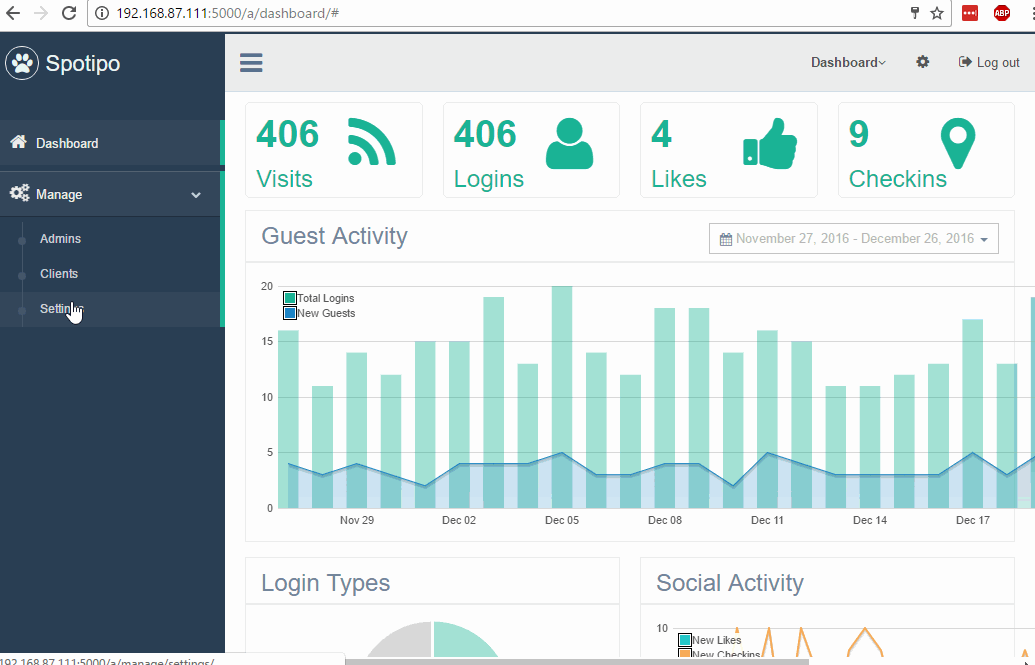 192.168.87.111:5000/a/dashboard/#
ABP
Spotipo
Dashboard
Log out
Dashboard
Manage
Admins
Clients
Settings
406
Visits
406
Logins
4
Likes
9
Checkins
Guest Activity
November 27, 2016 - December 26, 2016
20
15
10
5
0
Total Logins
New Guests
Nov 29
Dec 02
Dec 05
Dec 08
Dec 11
Dec 14
Dec 17
Login Types
Social Activity
10
New Likes
New Checkins
192.168.87.111:5000/a/manage/settings/